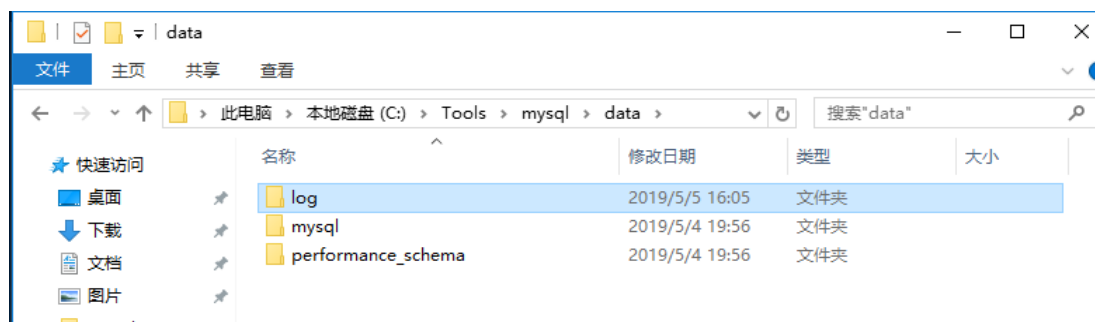 data
文件 主页 共享 查看
此电脑 > 本地磁盘 (C:) > Tools > mysql > data > 搜索"data"
名称 修改日期 类型 大小
快速访问
桌面 log 2019/5/5 16:05 文件夹
下载 mysql 2019/5/4 19:56 文件夹
文档 performance_schema 2019/5/4 19:56 文件夹
图片